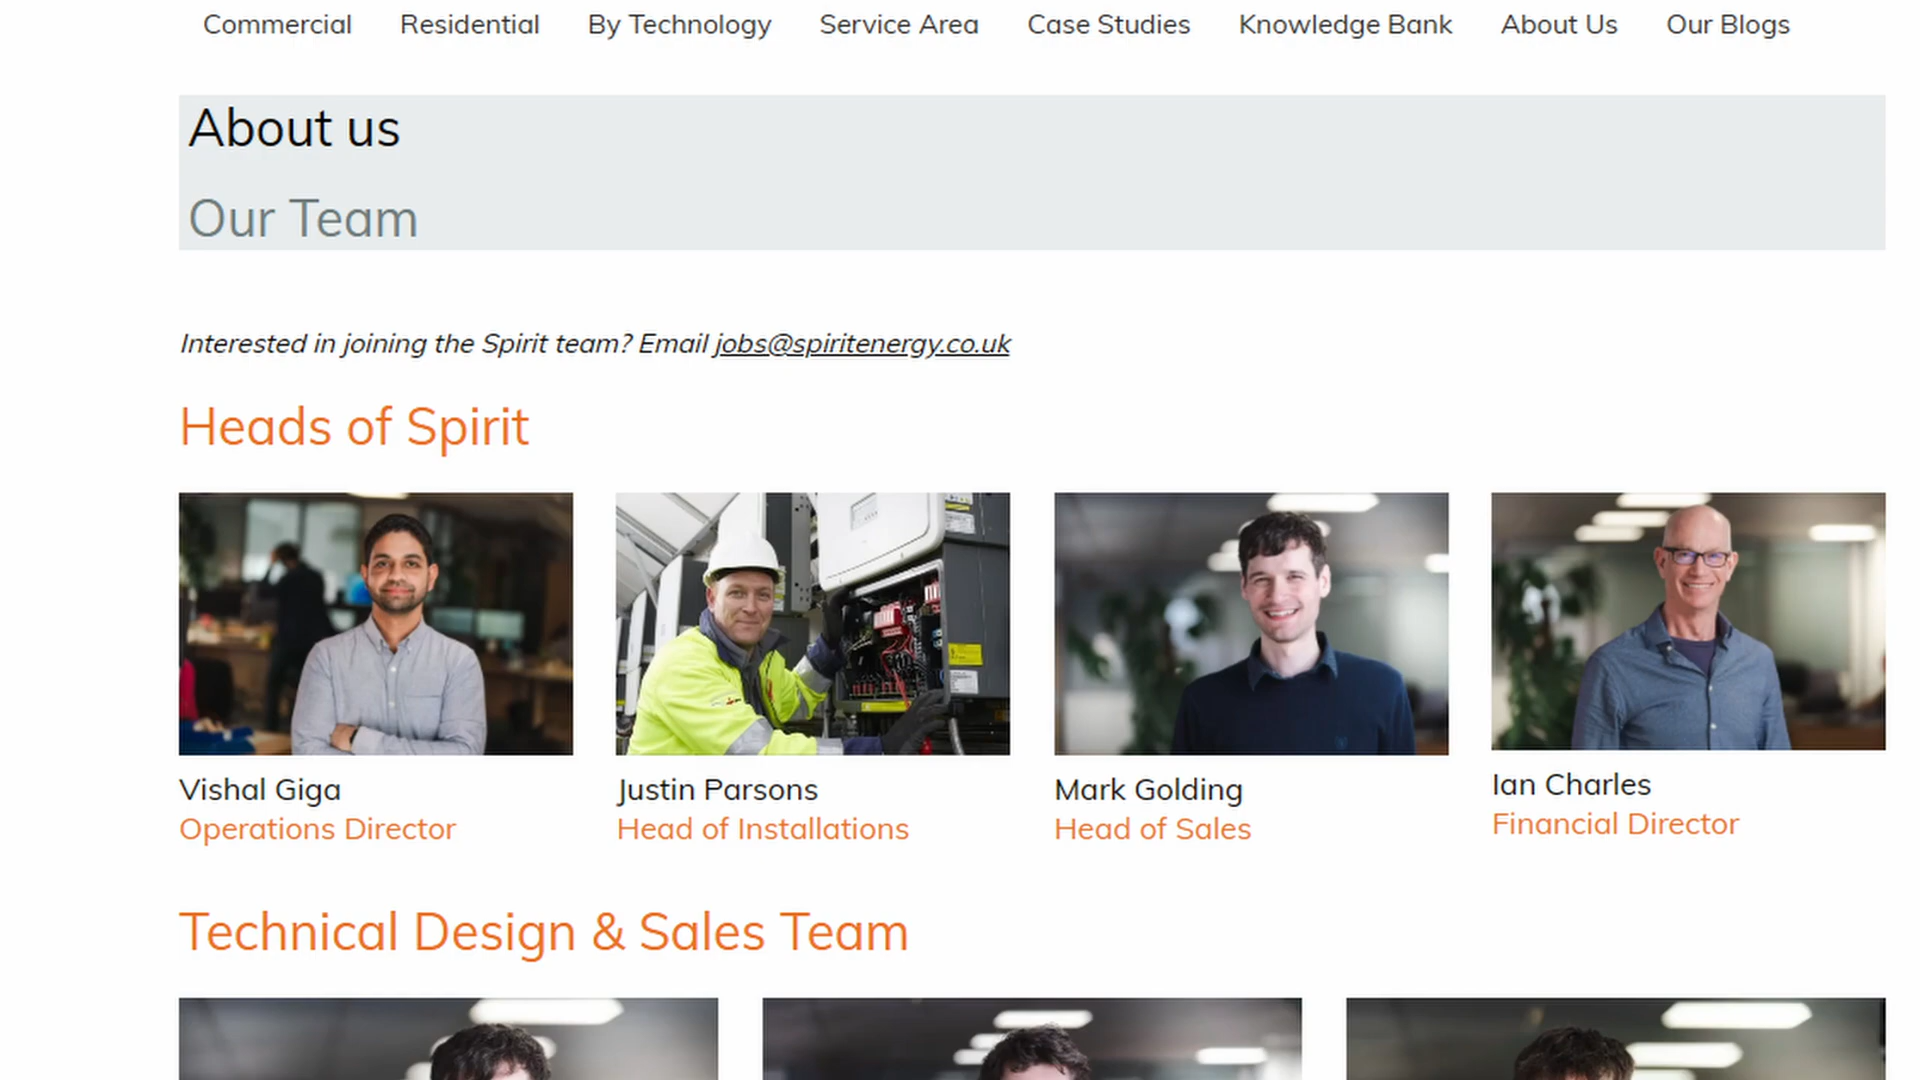 Commercial Residential By Technology Service Area Case Studies Knowledge Bank About Us Our Blogs
About us
Our Team
Interested in joining the Spirit team? Email jobs@spiritenergy.co.uk
Heads of Spirit
Vishal Giga
Operations Director
Justin Parsons
Head of Installations
Mark Golding
Head of Sales
Ian Charles
Financial Director
Technical Design & Sales Team